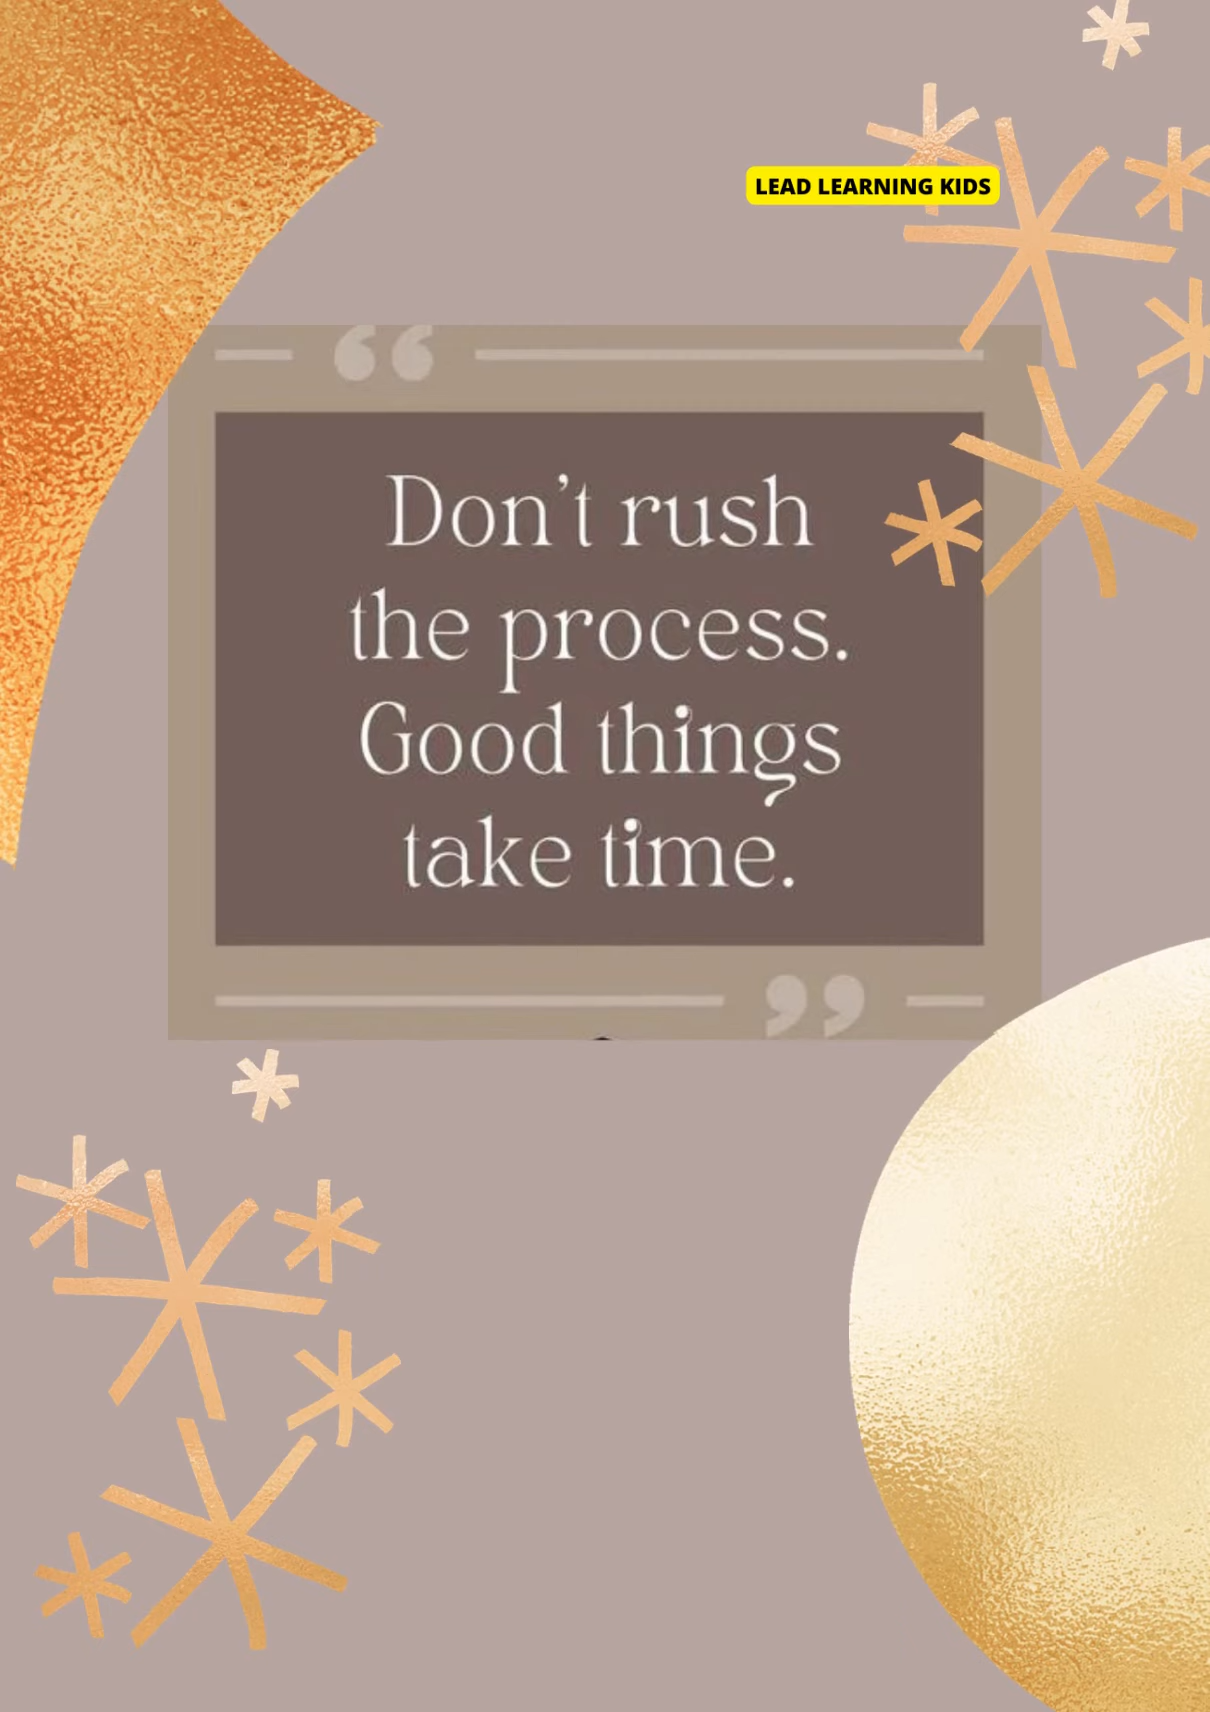 LEAD LEARNING KIDS
“
Don’t rush
the process.
Good things
take time.
”